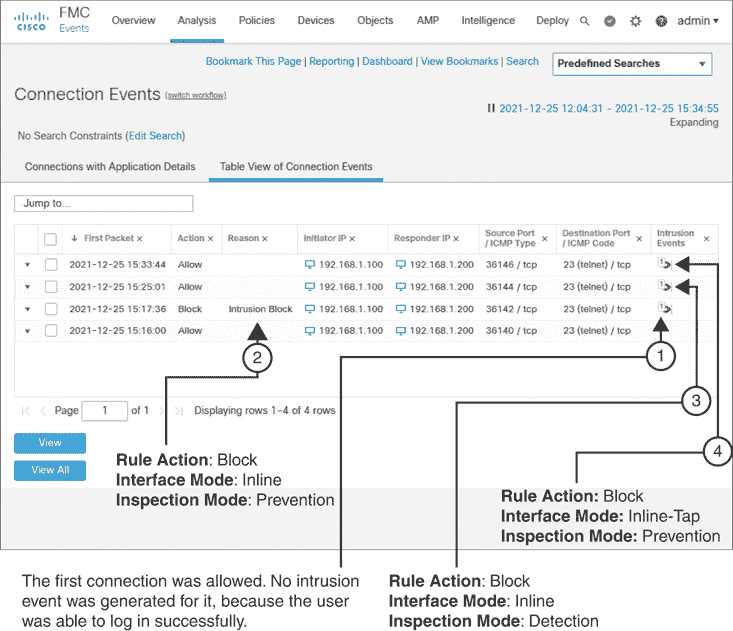 CISCO FMC Events Overview Analysis Policies Devices Objects AMP Intelligence Deploy admin
Bookmark This Page | Reporting | Dashboard | View Bookmarks | Search Predefined Searches
Connection Events (switch workflow)
2021-12-25 12:04:31 - 2021-12-25 15:34:55
Expanding
No Search Constraints (Edit Search)
Connections with Application Details Table View of Connection Events
Jump to...
First Packet × Action × Reason × Initiator IP × Responder IP × Source Port / ICMP Type × Destination Port / ICMP Code × Intrusion Events ×
2021-12-25 15:33:44 Allow 192.168.1.100 192.168.1.200 36146 / tcp 23 (telnet) / tcp
2021-12-25 15:25:01 Allow 192.168.1.100 192.168.1.200 36144 / tcp 23 (telnet) / tcp
2021-12-25 15:17:36 Block Intrusion Block 192.168.1.100 192.168.1.200 36142 / tcp 23 (telnet) / tcp
2021-12-25 15:16:00 Allow 192.168.1.100 192.168.1.200 36140 / tcp 23 (telnet) / tcp
2
1
3
4
Page 1 of 1 Displaying rows 1-4 of 4 rows
View
View All
Rule Action: Block
Interface Mode: Inline
Inspection Mode: Prevention
Rule Action: Block
Interface Mode: Inline-Tap
Inspection Mode: Prevention
The first connection was allowed. No intrusion
event was generated for it, because the user
was able to log in successfully.
Rule Action: Block
Interface Mode: Inline
Inspection Mode: Detection